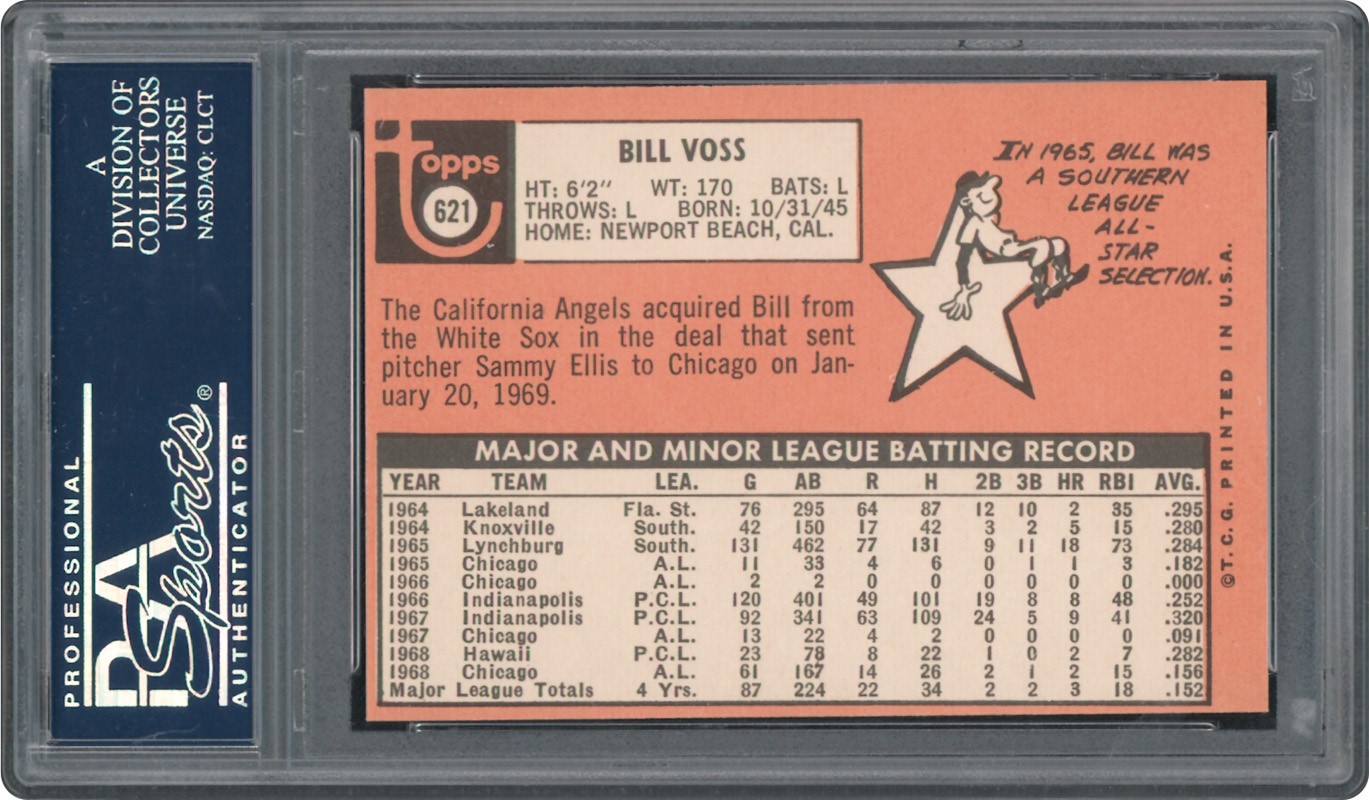 A
DIVISION OF
COLLECTORS
UNIVERSE
NASDAQ: CLCT
PROFESSIONAL
PSA
Sports®
AUTHENTICATOR
topps
621
BILL VOSS
HT: 6'2" WT: 170 BATS: L
THROWS: L BORN: 10/31/45
HOME: NEWPORT BEACH, CAL.
IN 1965, BILL WAS
A SOUTHERN
LEAGUE
ALL-
STAR
SELECTION.
The California Angels acquired Bill from
the White Sox in the deal that sent
pitcher Sammy Ellis to Chicago on Jan-
uary 20, 1969.
MAJOR AND MINOR LEAGUE BATTING RECORD
YEAR TEAM LEA. G AB R H 2B 3B HR RBI AVG.
1964 Lakeland Fla. St. 76 295 64 87 12 10 2 35 .295
1964 Knoxville South. 42 150 17 42 3 2 5 15 .280
1965 Lynchburg South. 131 462 77 131 9 11 18 73 .284
1965 Chicago A.L. 11 33 4 6 0 1 1 3 .182
1966 Chicago A.L. 2 2 0 0 0 0 0 0 .000
1966 Indianapolis P.C.L. 120 401 49 101 19 8 8 48 .252
1967 Indianapolis P.C.L. 92 341 63 109 24 5 9 41 .320
1967 Chicago A.L. 13 22 4 2 0 0 0 0 .091
1968 Hawaii P.C.L. 23 78 8 22 1 0 2 7 .282
1968 Chicago A.L. 61 167 14 26 2 1 2 15 .156
Major League Totals 4 Yrs. 87 224 22 34 2 2 3 18 .152
©T.C.G. PRINTED IN U.S.A.